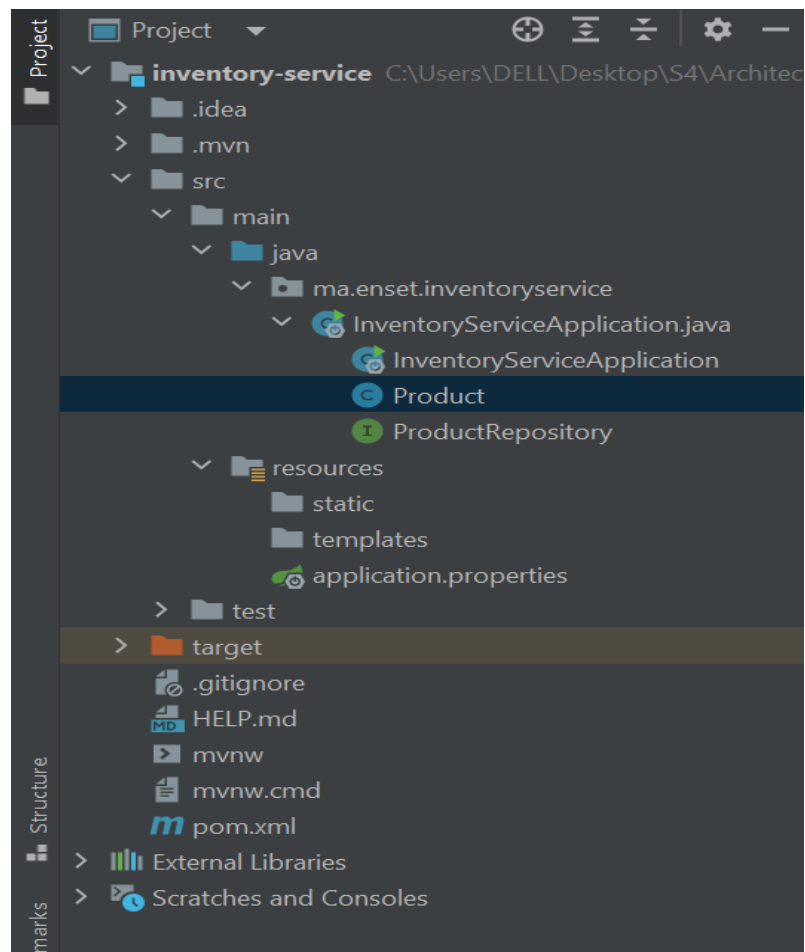 Project
Project
inventory-service C:\Users\DELL\Desktop\S4\Architec
.idea
.mvn
src
main
java
ma.enset.inventoryservice
InventoryServiceApplication.java
C InventoryServiceApplication
C Product
I ProductRepository
resources
static
templates
application.properties
test
target
.gitignore
MD HELP.md
mvnw
mvnw.cmd
m pom.xml
External Libraries
Scratches and Consoles
Structure
marks